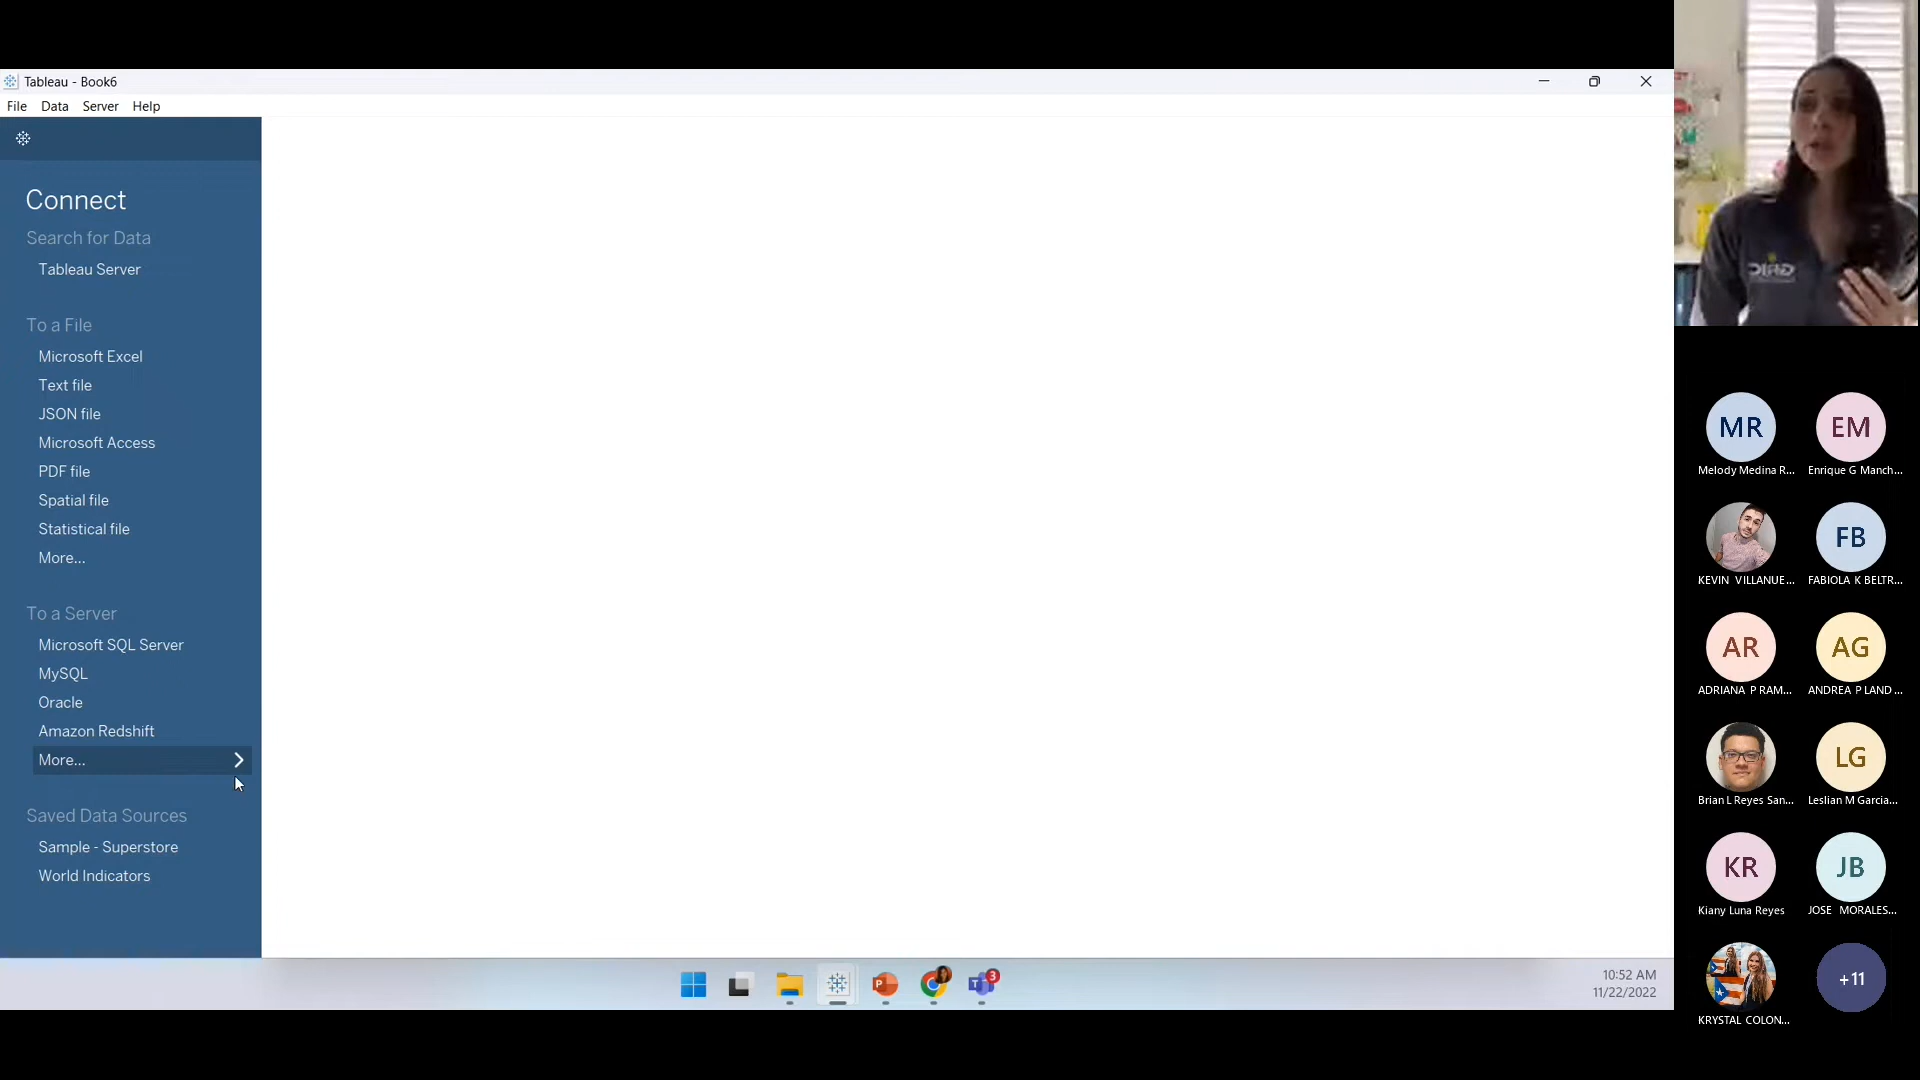 Tableau - Book6
File Data Server Help
Connect
Search for Data
Tableau Server
To a File
Microsoft Excel
Text file
JSON file
Microsoft Access
PDF file
Spatial file
Statistical file
More...
To a Server
Microsoft SQL Server
MySQL
Oracle
Amazon Redshift
More...
Saved Data Sources
Sample - Superstore
World Indicators
P
T
3
10:52 AM
11/22/2022
MR
Melody Medina R...
EM
Enrique G Manch...
KEVIN VILLANUE...
FB
FABIOLA K BELTR...
AR
ADRIANA P RAM...
AG
ANDREA P LAND ...
Brian L Reyes San...
LG
Leslian M Garcia...
KR
Kiany Luna Reyes
JB
JOSE MORALES...
KRYSTAL COLON...
+11